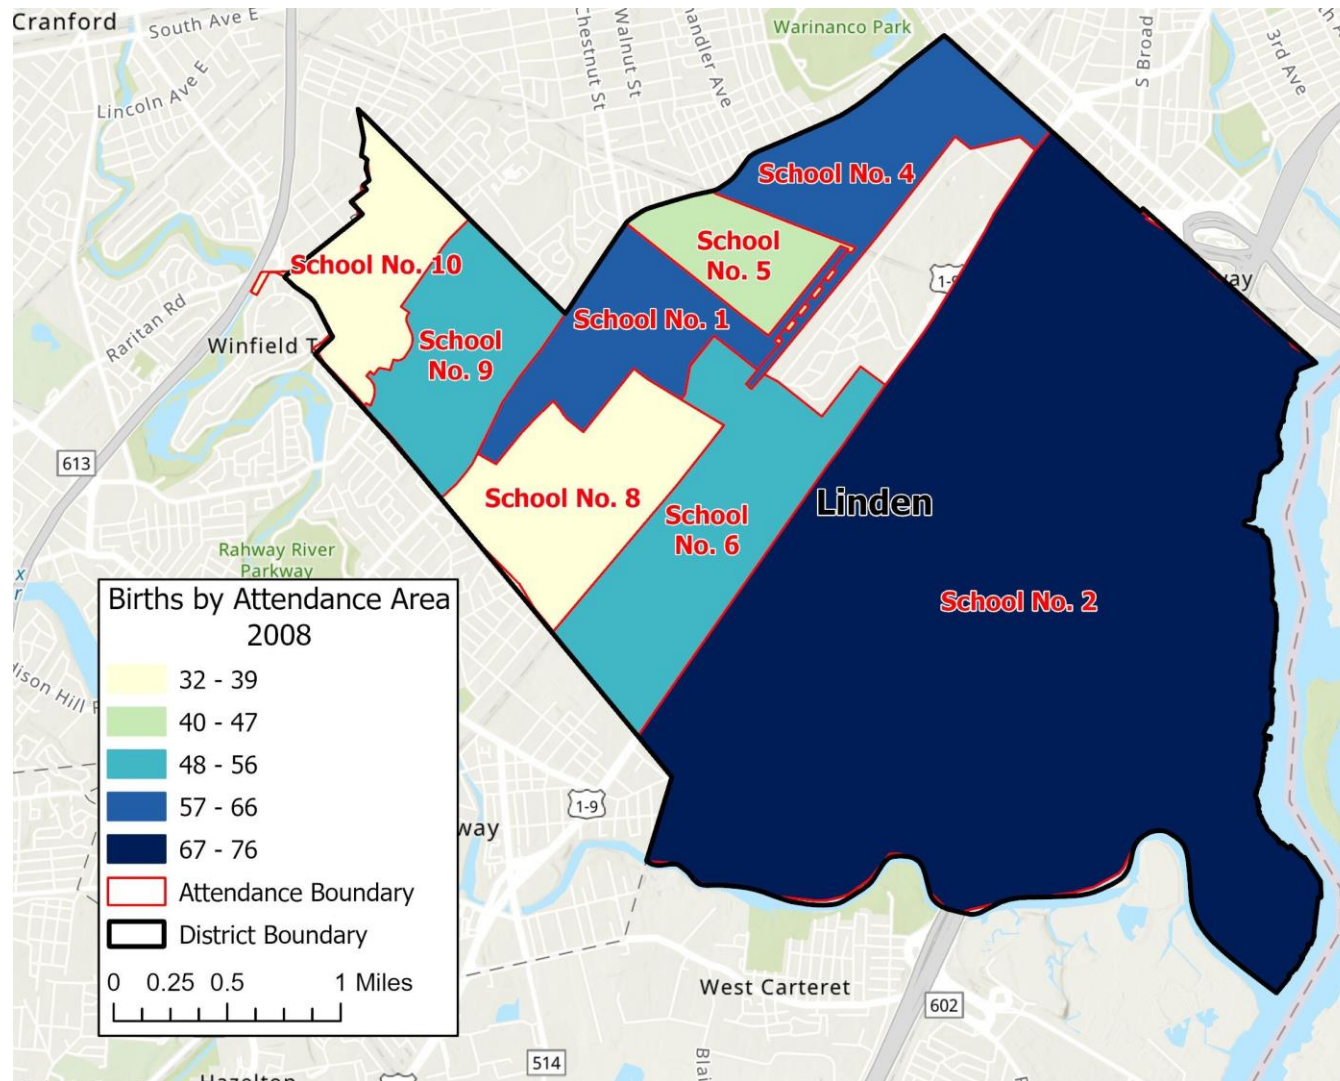 Cranford
South Ave E
Lincoln Ave E
Chestnut St
Walnut St
Warinanco Park
S Broad
3rd Ave
School No. 4
School
No. 5
School No. 10
School No. 1
School
No. 9
Raritan Rd
Winfield T
1-9
613
School No. 8
School
No. 6
Linden
School No. 2
Rahway River
Parkway
Births by Attendance Area
2008
32 - 39
40 - 47
48 - 56
57 - 66
67 - 76
Attendance Boundary
District Boundary
0 0.25 0.5 1 Miles
1-9
way
West Carteret
602
514